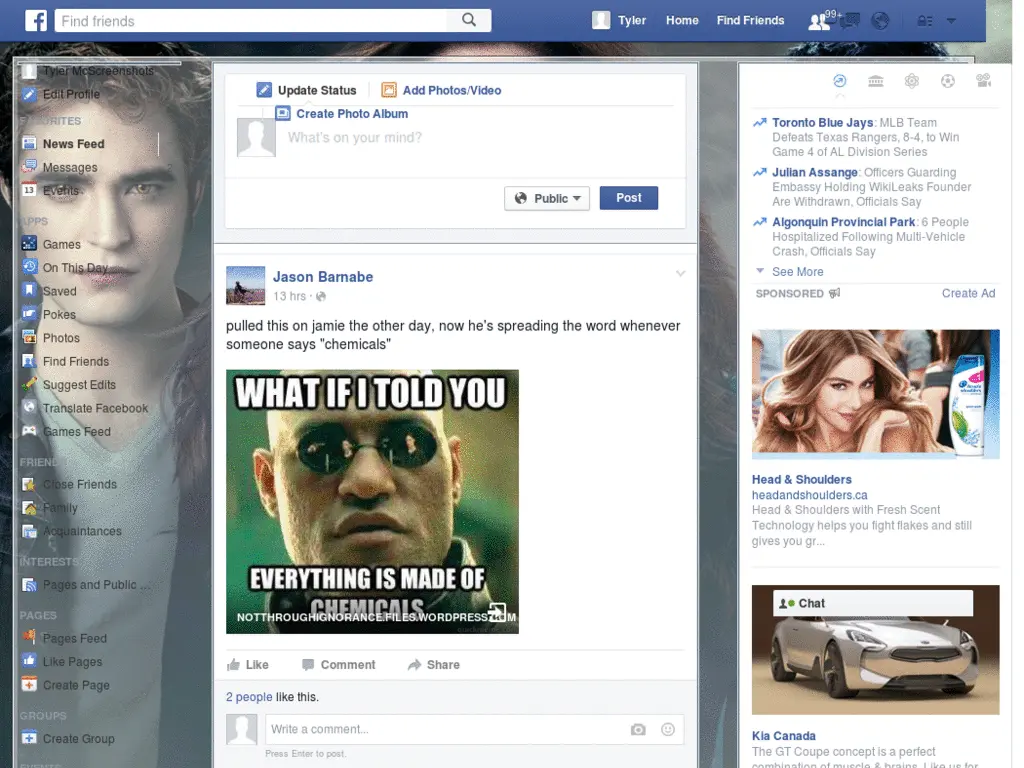 Find friends
Tyler
Home
Find Friends
99+
Tyler McScreenshots
Edit Profile
FAVORITES
News Feed
Messages
13
Events
APPS
Games
On This Day
Saved
Pokes
Photos
Find Friends
Suggest Edits
Translate Facebook
Games Feed
FRIEND
Close Friends
Family
Acquaintances
INTERESTS
Pages and Public ...
PAGES
Pages Feed
Like Pages
Create Page
GROUPS
Create Group
EVENTS
Update Status
Add Photos/Video
Create Photo Album
What's on your mind?
Public
Post
Jason Barnabe
13 hrs ·
pulled this on jamie the other day, now he's spreading the word whenever
someone says "chemicals"
WHAT IF I TOLD YOU
EVERYTHING IS MADE OF
CHEMICALS
Like
Comment
Share
2 people like this.
Write a comment...
Press Enter to post.
Toronto Blue Jays: MLB Team
Defeats Texas Rangers, 8-4, to Win
Game 4 of AL Division Series
Julian Assange: Officers Guarding
Embassy Holding WikiLeaks Founder
Are Withdrawn, Officials Say
Algonquin Provincial Park: 6 People
Hospitalized Following Multi-Vehicle
Crash, Officials Say
See More
SPONSORED
Create Ad
Head & Shoulders
headandshoulders.ca
Head & Shoulders with Fresh Scent
Technology helps you fight flakes and still
gives you gr...
Chat
Kia Canada
The GT Coupe concept is a perfect
combination of muscle & brains. Like us for